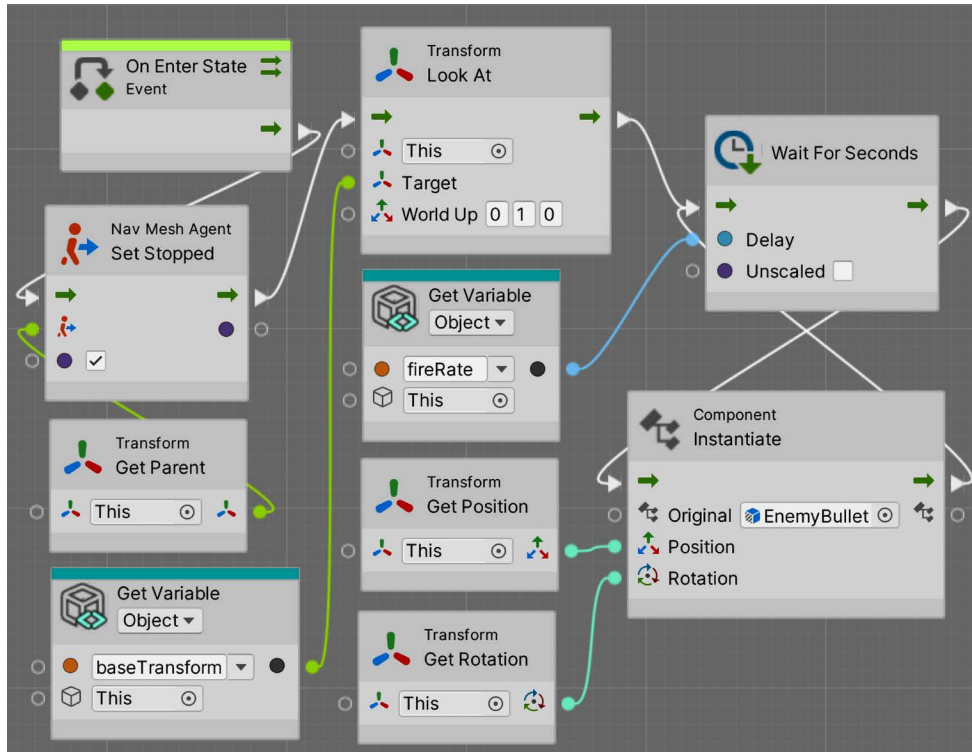 On Enter State
Event
Transform
Look At
This
Target
World Up 0 1 0
Wait For Seconds
Delay
Unscaled
Nav Mesh Agent
Set Stopped
Get Variable
Object
fireRate
This
Transform
Get Parent
This
Component
Instantiate
Original EnemyBullet
Position
Rotation
Transform
Get Position
This
Get Variable
Object
baseTransform
This
Transform
Get Rotation
This